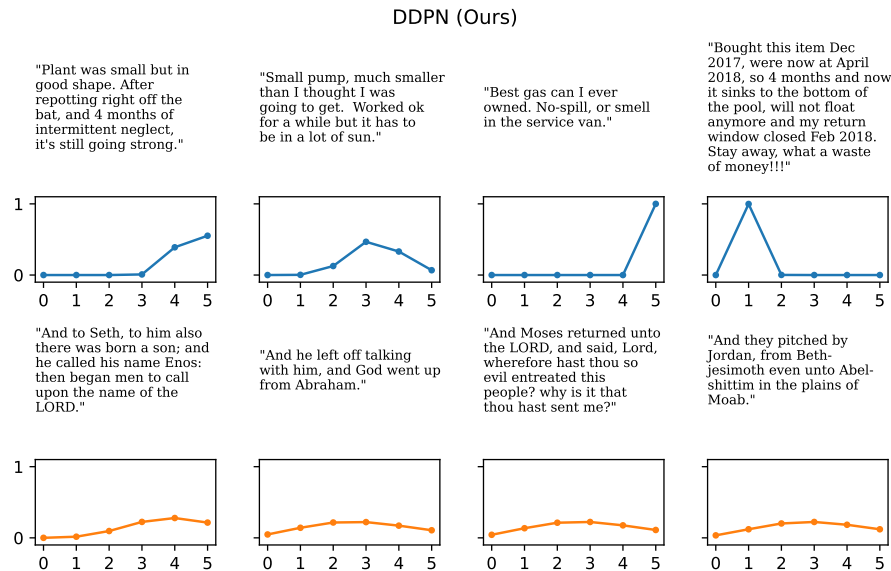 DDPN (Ours)
"Plant was small but in
good shape. After
repotting right off the
bat, and 4 months of
intermittent neglect,
it's still going strong."
"Small pump, much smaller
than I thought I was
going to get.  Worked ok
for a while but it has to
be in a lot of sun."
"Best gas can I ever
owned. No-spill, or smell
in the service van."
"Bought this item Dec
2017, were now at April
2018, so 4 months and now
it sinks to the bottom of
the pool, will not float
anymore and my return
window closed Feb 2018.
Stay away, what a waste
of money!!!"
1
0
0 1 2 3 4 5
0 1 2 3 4 5
0 1 2 3 4 5
0 1 2 3 4 5
"And to Seth, to him also
there was born a son; and
he called his name Enos:
then began men to call
upon the name of the
LORD."
"And he left off talking
with him, and God went up
from Abraham."
"And Moses returned unto
the LORD, and said, Lord,
wherefore hast thou so
evil entreated this
people? why is it that
thou hast sent me?"
"And they pitched by
Jordan, from Beth-
jesimoth even unto Abel-
shittim in the plains of
Moab."
1
0
0 1 2 3 4 5
0 1 2 3 4 5
0 1 2 3 4 5
0 1 2 3 4 5